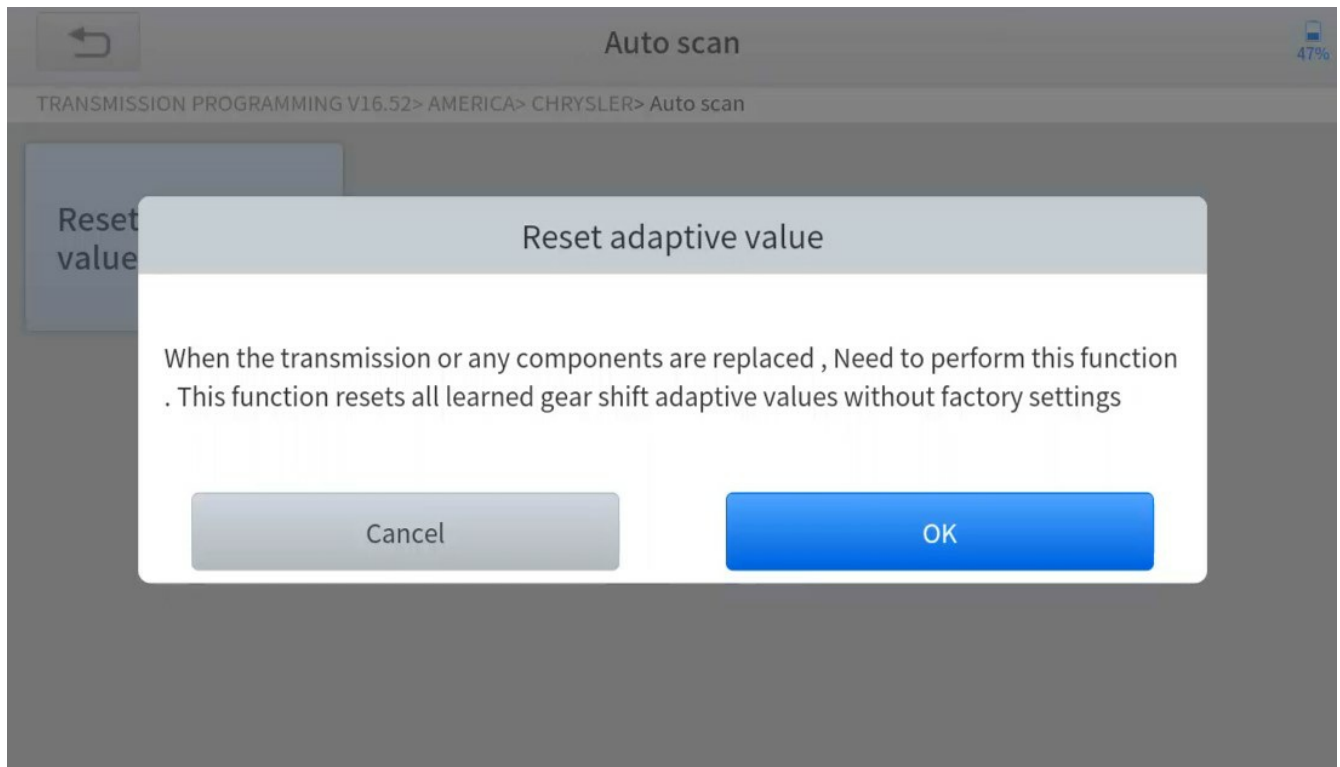 Auto scan
47%
TRANSMISSION PROGRAMMING V16.52> AMERICA> CHRYSLER> Auto scan
Reset
value
Reset adaptive value
When the transmission or any components are replaced , Need to perform this function
. This function resets all learned gear shift adaptive values without factory settings
Cancel
OK